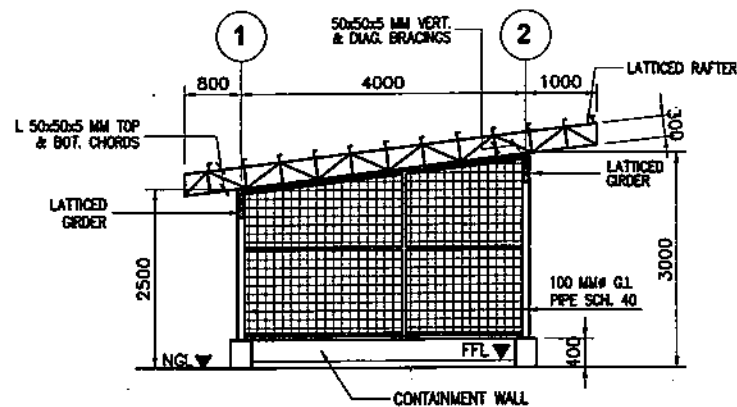 1
50x50x5 MM VERT.
& DIAG. BRACINGS
2
LATTICED RAFTER
800
4000
1000
300
L 50x50x5 MM TOP
& BOT. CHORDS
LATTICED
GIRDER
LATTICED
GIRDER
2500
3000
100 MMø G.I.
PIPE SCH. 40
NGL
FFL
400
CONTAINMENT WALL